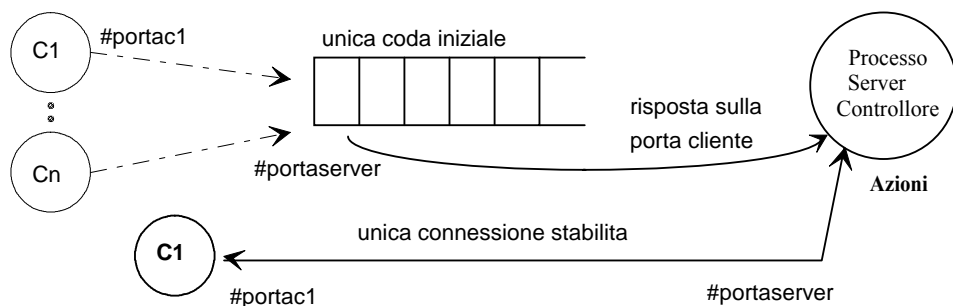 C1
#portac1
unica coda iniziale
Processo
Server
Controllore
risposta sulla
porta cliente
Cn
#portaserver
Azioni
C1
unica connessione stabilita
#portac1
#portaserver